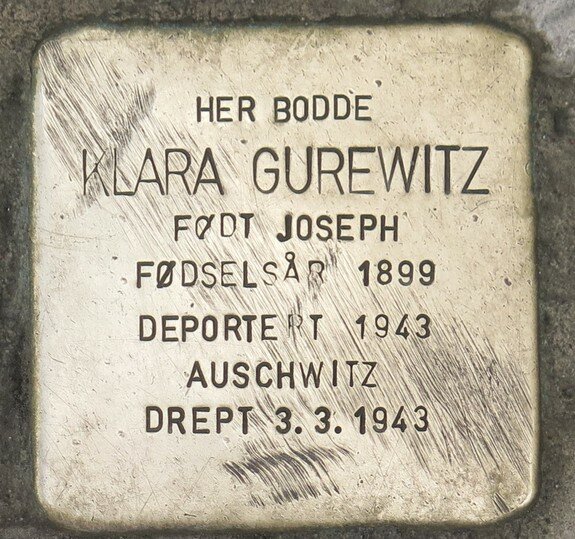 HER BODDE
KLARA GUREWITZ
FØDT JOSEPH
FØDSELSÅR 1899
DEPORTERT 1943
AUSCHWITZ
DREPT 3.3.1943